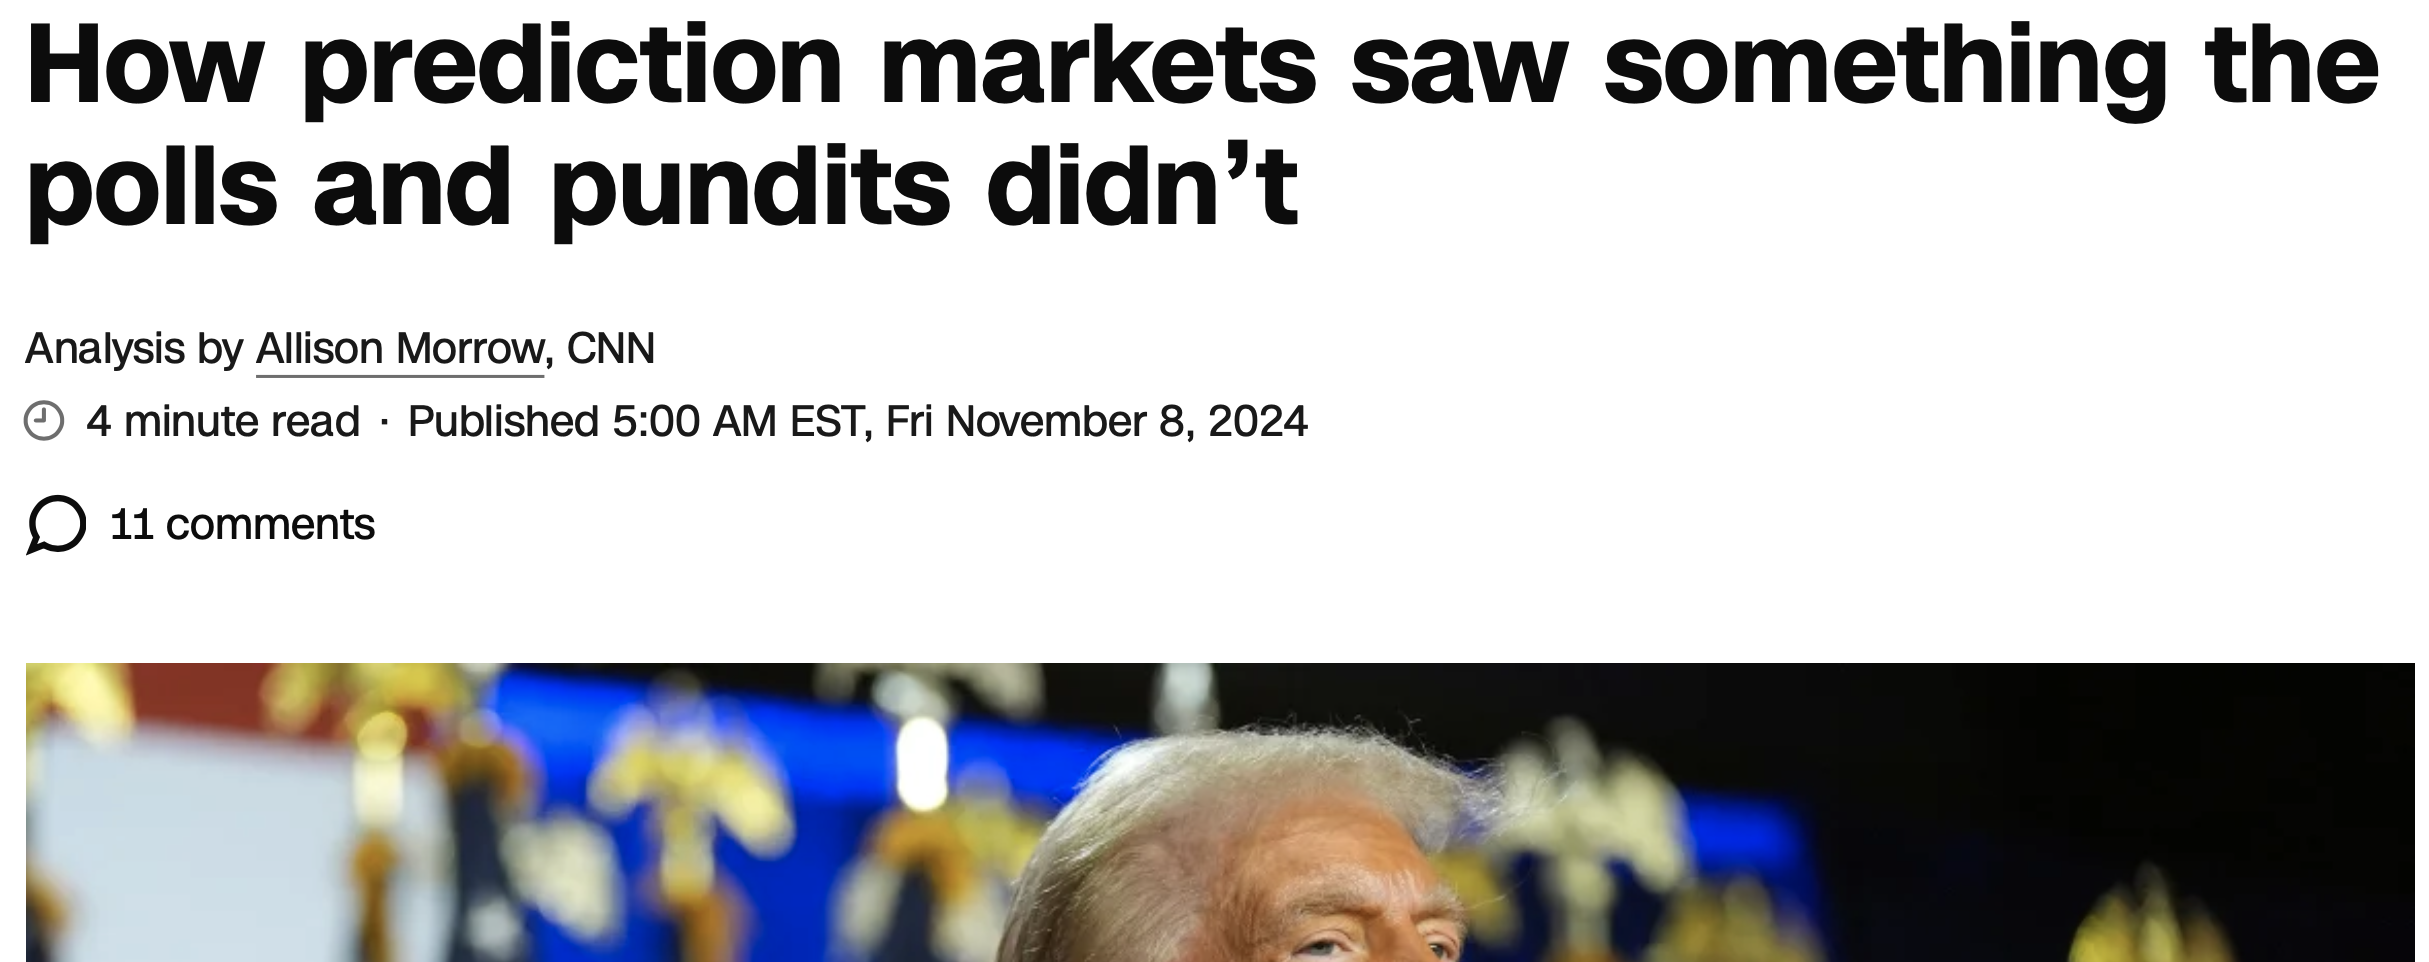 How prediction markets saw something the
polls and pundits didn’t
Analysis by Allison Morrow, CNN
4 minute read · Published 5:00 AM EST, Fri November 8, 2024
11 comments